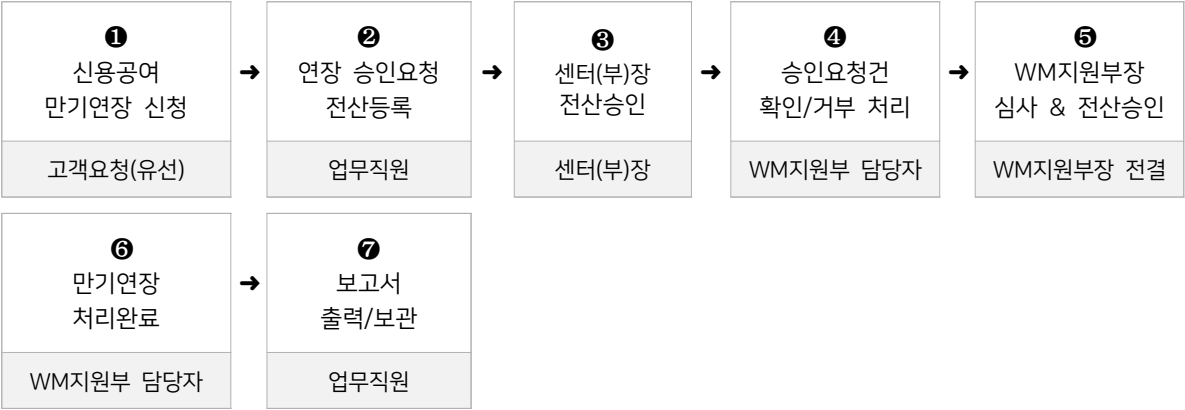 ❶
신용공여
만기연장 신청
고객요청(유선)
➜
❷
연장 승인요청
전산등록
업무직원
➜
❸
센터(부)장
전산승인
센터(부)장
➜
❹
승인요청건
확인/거부 처리
WM지원부 담당자
➜
❺
WM지원부장
심사 & 전산승인
WM지원부장 전결
❻
만기연장
처리완료
WM지원부 담당자
➜
❼
보고서
출력/보관
업무직원